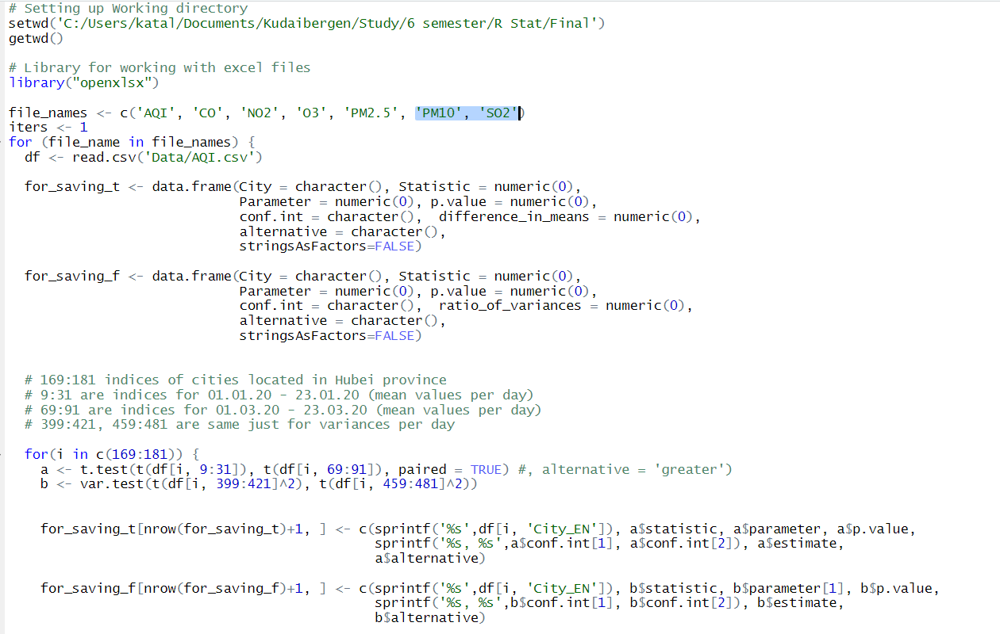 # Setting up Working directory
setwd('C:/Users/katal/Documents/Kudaibergen/Study/6 semester/R Stat/Final')
getwd()
# Library for working with excel files
library("openxlsx")
file_names <- c('AQI', 'CO', 'NO2', 'O3', 'PM2.5', 'PM10', 'SO2')
iters <- 1
for (file_name in file_names) {
  df <- read.csv('Data/AQI.csv')
  for_saving_t <- data.frame(City = character(), Statistic = numeric(0),
                             Parameter = numeric(0), p.value = numeric(0),
                             conf.int = character(),  difference_in_means = numeric(0),
                             alternative = character(),
                             stringsAsFactors=FALSE)
  for_saving_f <- data.frame(City = character(), Statistic = numeric(0),
                             Parameter = numeric(0), p.value = numeric(0),
                             conf.int = character(),  ratio_of_variances = numeric(0),
                             alternative = character(),
                             stringsAsFactors=FALSE)
  # 169:181 indices of cities located in Hubei province
  # 9:31 are indices for 01.01.20 - 23.01.20 (mean values per day)
  # 69:91 are indices for 01.03.20 - 23.03.20 (mean values per day)
  # 399:421, 459:481 are same just for variances per day
  for(i in c(169:181)) {
    a <- t.test(t(df[i, 9:31]), t(df[i, 69:91]), paired = TRUE) #, alternative = 'greater')
    b <- var.test(t(df[i, 399:421]^2), t(df[i, 459:481]^2))
    for_saving_t[nrow(for_saving_t)+1, ] <- c(sprintf('%s',df[i, 'City_EN']), a$statistic, a$parameter, a$p.value,
                                              sprintf('%s, %s',a$conf.int[1], a$conf.int[2]), a$estimate,
                                              a$alternative)
    for_saving_f[nrow(for_saving_f)+1, ] <- c(sprintf('%s',df[i, 'City_EN']), b$statistic, b$parameter[1], b$p.value,
                                              sprintf('%s, %s',b$conf.int[1], b$conf.int[2]), b$estimate,
                                              b$alternative)